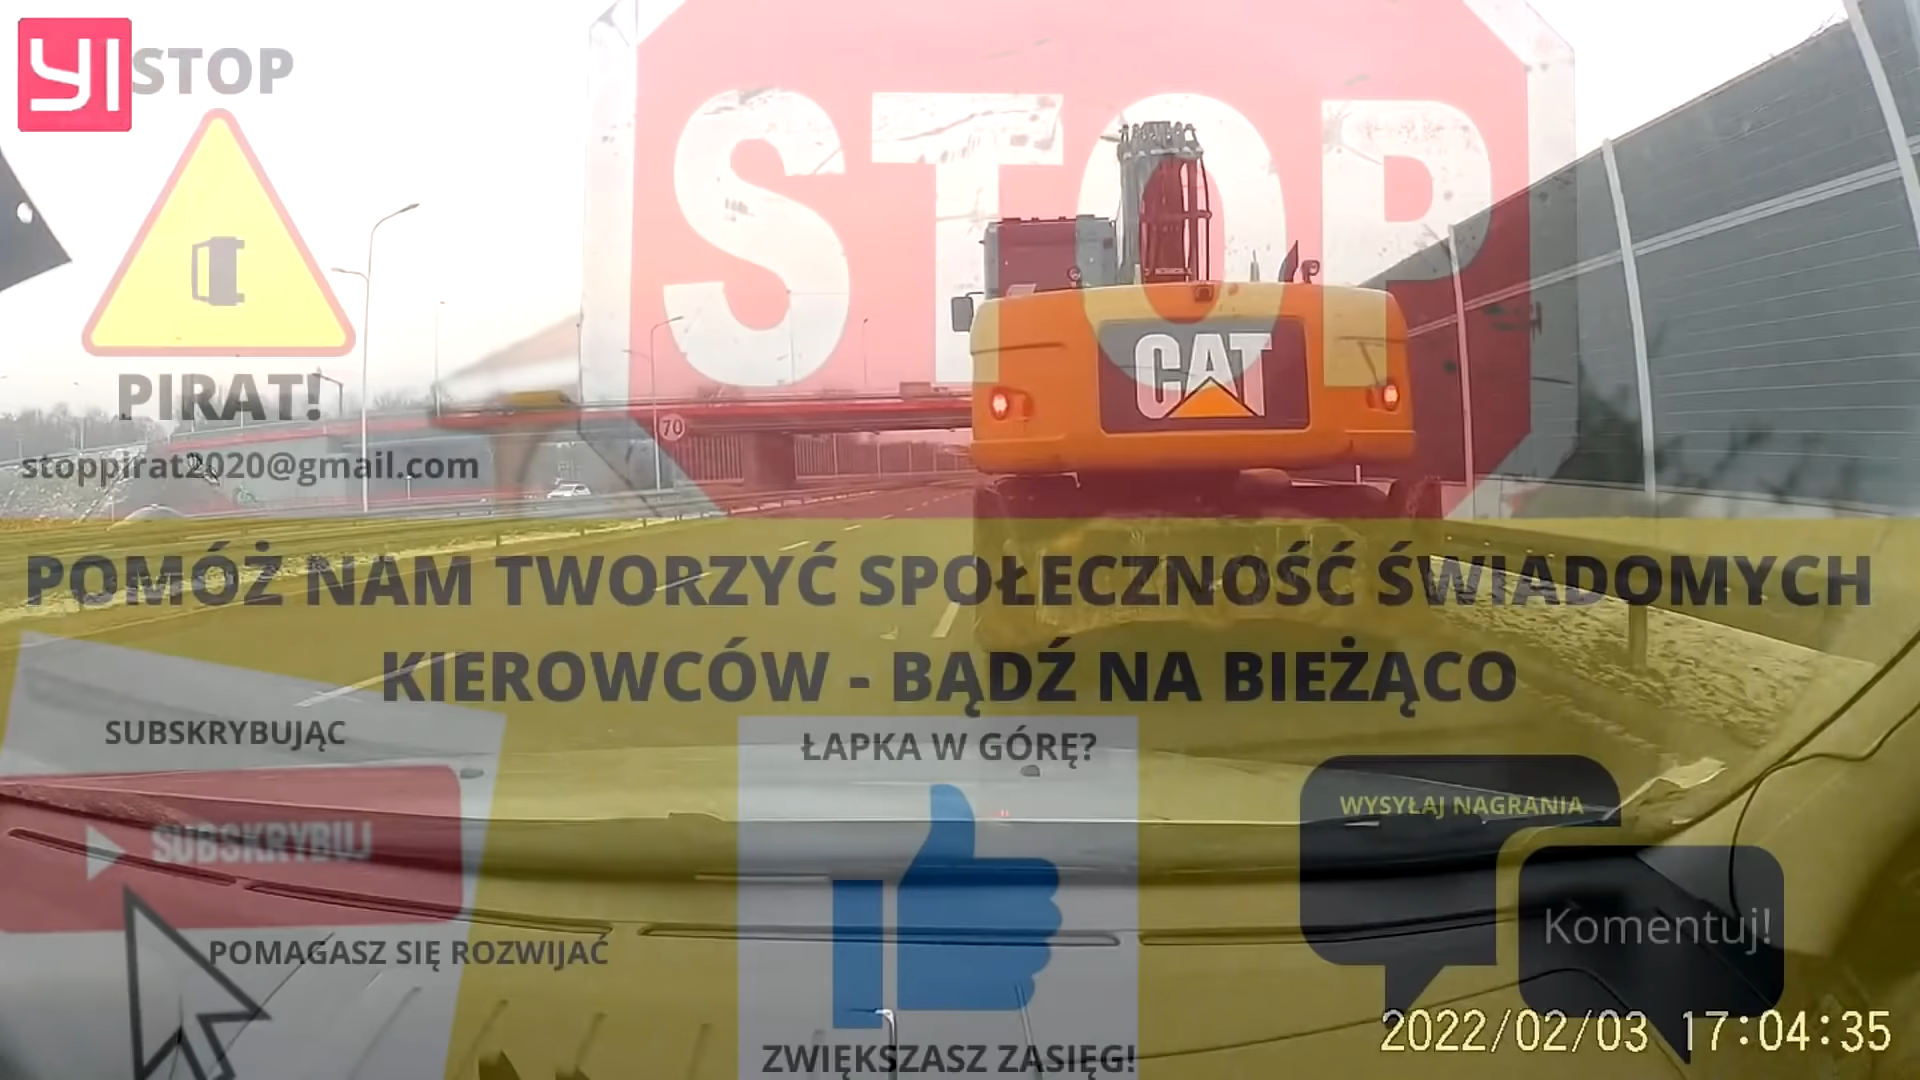 YI
STOP
STOP
PIRAT!
CAT
70
stoppirat2020@gmail.com
POMÓŻ NAM TWORZYĆ SPOŁECZNOŚĆ ŚWIADOMYCH
KIEROWCÓW - BĄDŹ NA BIEŻĄCO
SUBSKRYBUJĄC
SUBSKRYBUJ
POMAGASZ SIĘ ROZWIJAĆ
ŁAPKA W GÓRĘ?
ZWIĘKSZASZ ZASIĘG!
WYSYŁAJ NAGRANIA
Komentuj!
2022/02/03 17:04:35